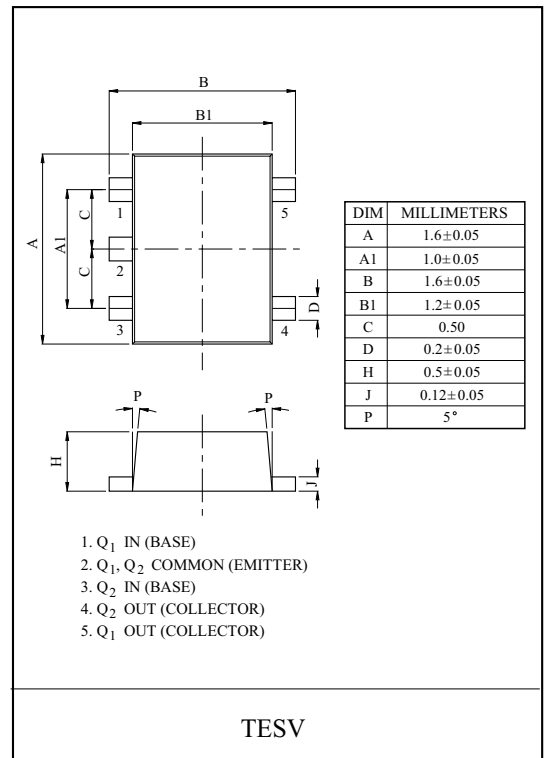 B
B1
A
A1
C
C
1
2
3
5
4
D
P
P
H
J
DIM MILLIMETERS
A 1.6±0.05
A1 1.0±0.05
B 1.6±0.05
B1 1.2±0.05
C 0.50
D 0.2±0.05
H 0.5±0.05
J 0.12±0.05
P 5°
1. Q1 IN (BASE)
2. Q1, Q2 COMMON (EMITTER)
3. Q2 IN (BASE)
4. Q2 OUT (COLLECTOR)
5. Q1 OUT (COLLECTOR)
TESV